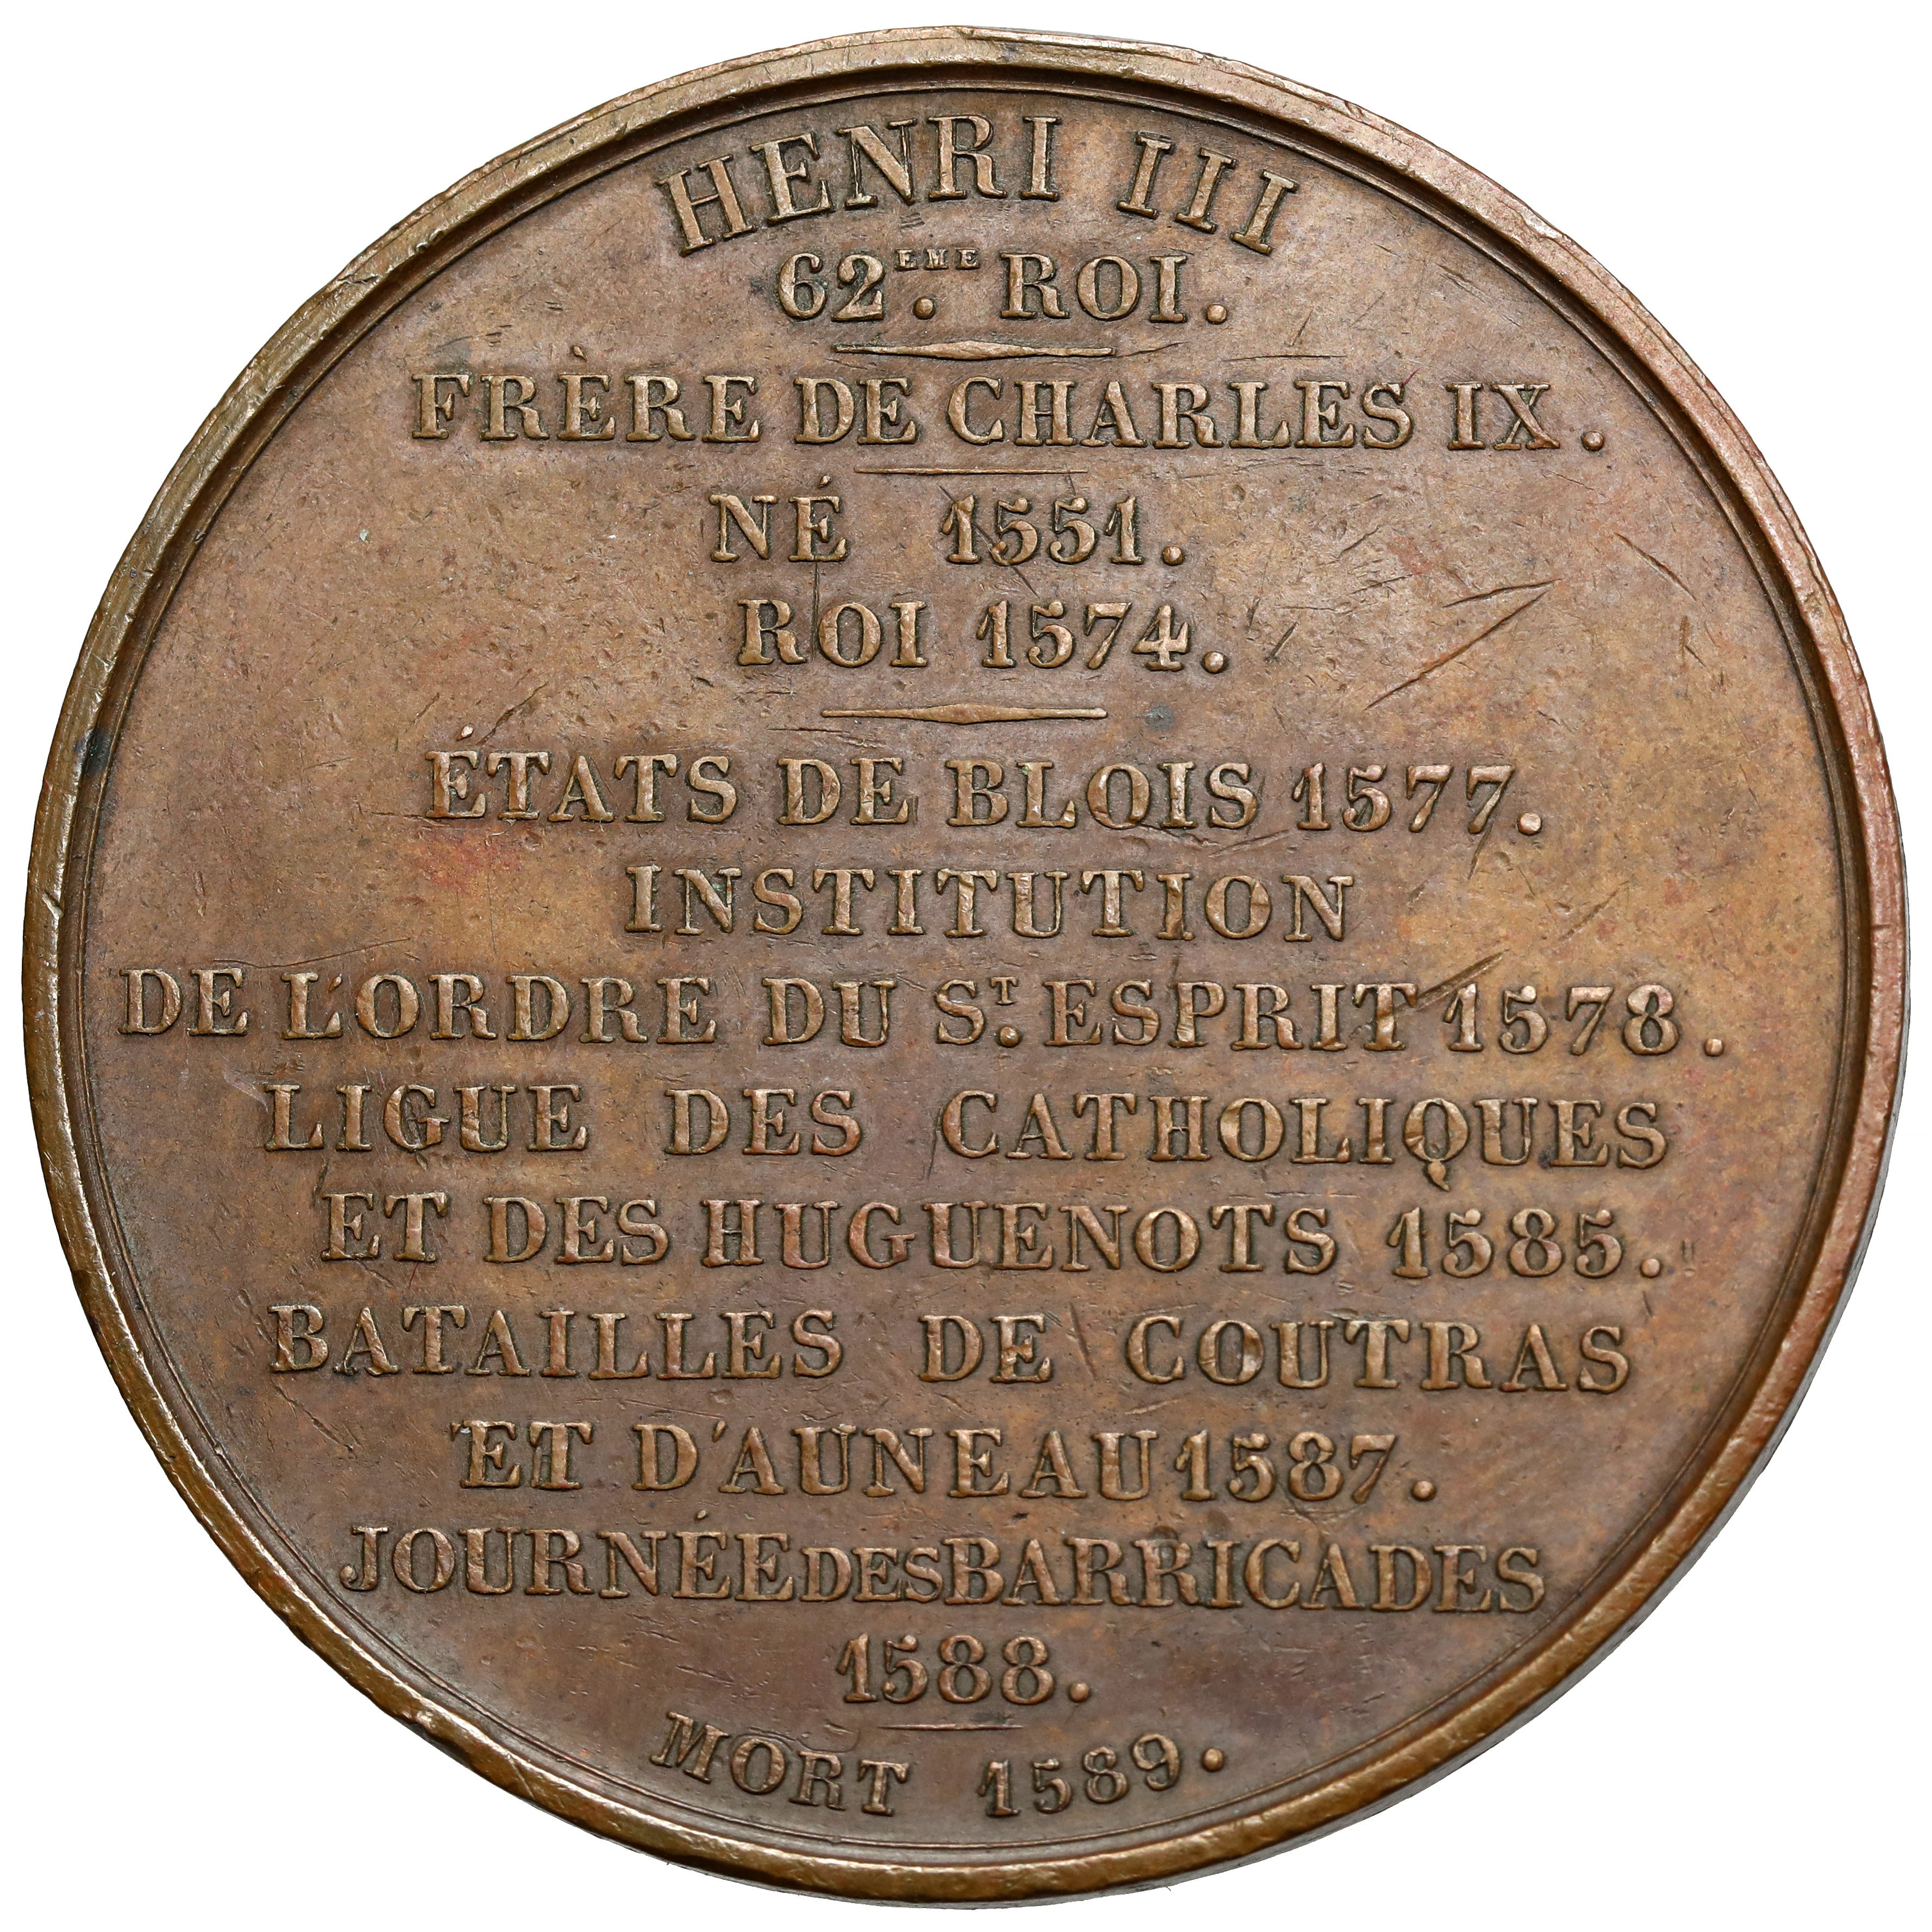 HENRI III
62.EME ROI.
FRÈRE DE CHARLES IX.
NÉ 1551.
ROI 1574.
ÉTATS DE BLOIS 1577.
INSTITUTION
DE L'ORDRE DU ST. ESPRIT 1578.
LIGUE DES CATHOLIQUES
ET DES HUGUENOTS 1585.
BATAILLES DE COUTRAS
ET D'AUNEAU 1587.
JOURNÉE DES BARRICADES
1588.
MORT 1589.